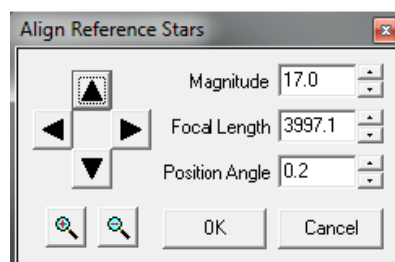 Align Reference Stars
Magnitude 17.0
Focal Length 3997.1
Position Angle 0.2
OK Cancel